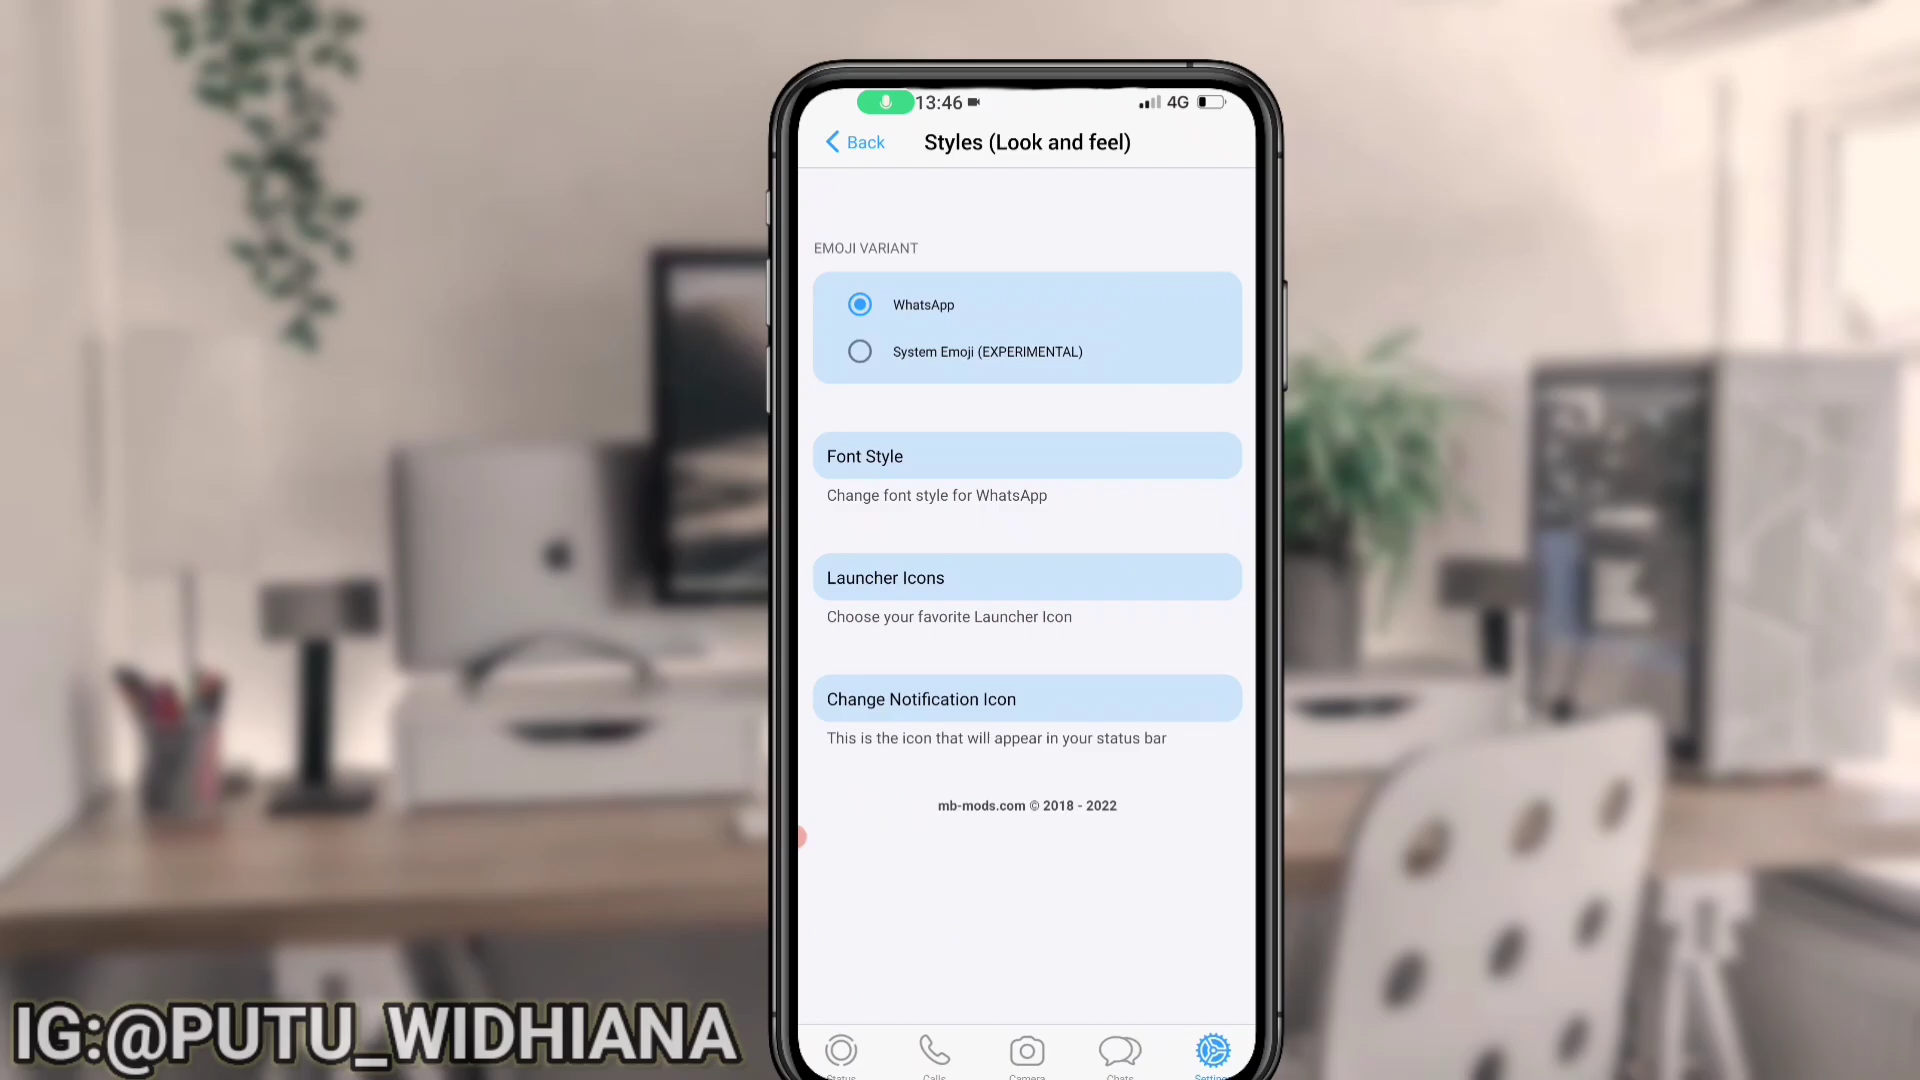 13:46
4G
Back
Styles (Look and feel)
EMOJI VARIANT
WhatsApp
System Emoji (EXPERIMENTAL)
Font Style
Change font style for WhatsApp
Launcher Icons
Choose your favorite Launcher Icon
Change Notification Icon
This is the icon that will appear in your status bar
mb-mods.com © 2018 - 2022
Status
Calls
Camera
Chats
IG:@PUTU_WIDHIANA